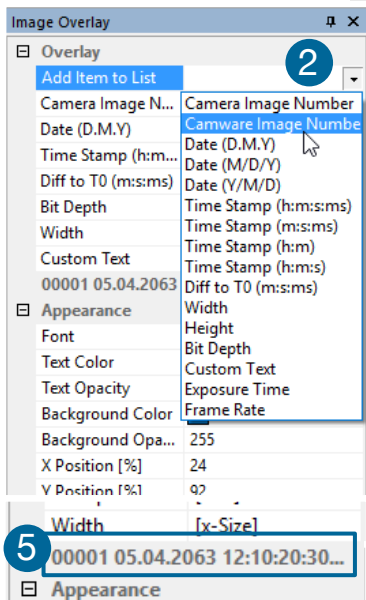 Image Overlay
Overlay
2
Add Item to List
Camera Image N... Camera Image Number
Camware Image Numbe
Date (D.M.Y) Date (D.M.Y)
Date (M/D/Y)
Time Stamp (h:m... Date (Y/M/D)
Diff to T0 (m:s:ms) Time Stamp (h:m:s:ms)
Bit Depth Time Stamp (m:s:ms)
Width Time Stamp (h:m)
Custom Text Time Stamp (h:m:s)
00001 05.04.2063 Diff to T0 (m:s:ms)
Appearance Width
Font Height
Text Color Bit Depth
Text Opacity Custom Text
Exposure Time
Background Color Frame Rate
Background Opa... 255
X Position [%] 24
Y Position [%] 92
Width [x-Size]
5
00001 05.04.2063 12:10:20:30...
Appearance